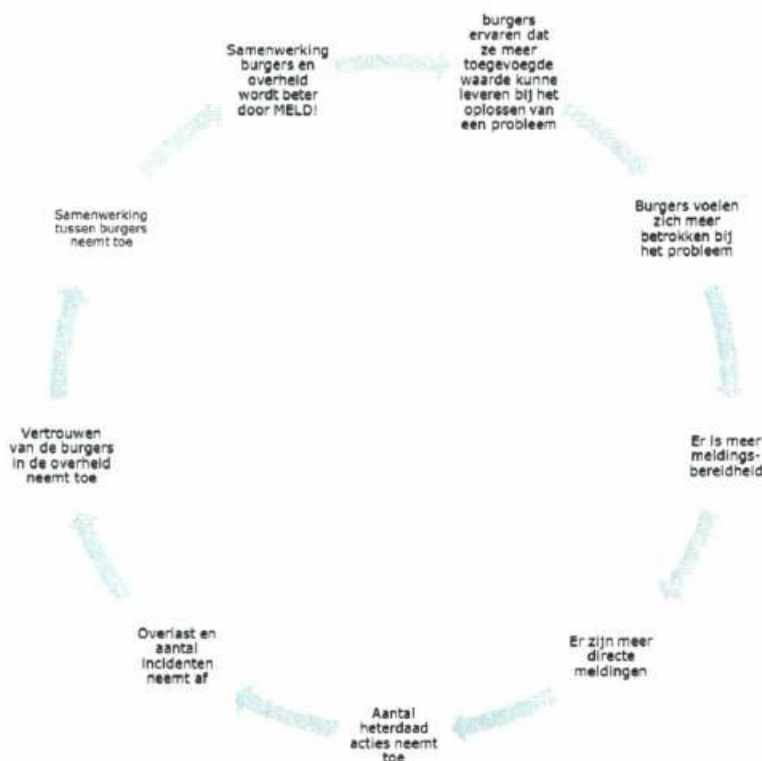 Samenwerking
burgers en
overheid
wordt beter
door MELD!
burgers
ervaren dat
ze meer
toegevoegde
waarde kunne
leveren bij het
oplossen van
een probleem
Burgers voelen
zich meer
betrokken bij
het probleem
Er is meer
meldings-
bereidheid
Er zijn meer
directe
meldingen
Aantal
heterdaad
acties neemt
toe
Overlast en
aantal
incidenten
neemt af
Vertrouwen
van de burgers
in de overheid
neemt toe
Samenwerking
tussen burgers
neemt toe